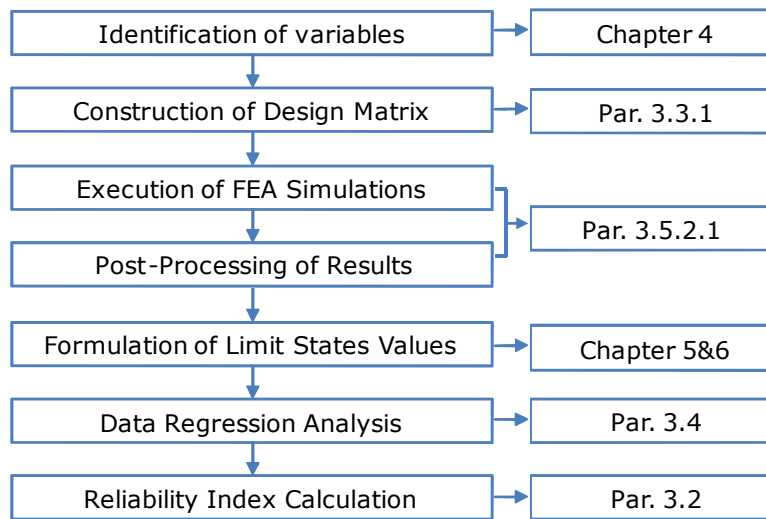 Identification of variables
Chapter 4
Construction of Design Matrix
Par. 3.3.1
Execution of FEA Simulations
Post-Processing of Results
Par. 3.5.2.1
Formulation of Limit States Values
Chapter 5&6
Data Regression Analysis
Par. 3.4
Reliability Index Calculation
Par. 3.2